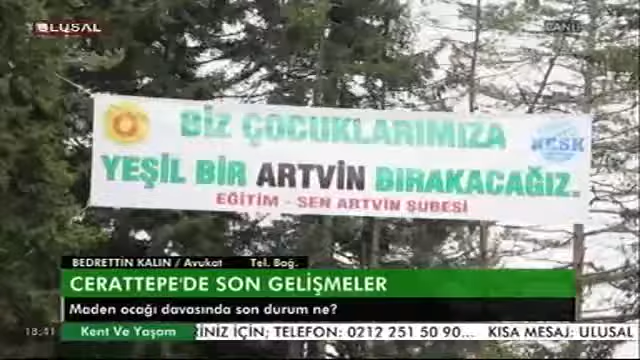 ULUSAL
CANLI
BİZ ÇOCUKLARIMIZA
YEŞİL BİR ARTVİN BIRAKACAĞIZ.
KESK
EĞİTİM - SEN ARTVİN ŞUBESİ
BEDRETTİN KALIN / Avukat Tel. Bağ.
CERATTEPE'DE SON GELİŞMELER
Maden ocağı davasında son durum ne?
18:41 Kent Ve Yaşam RİNİZ İÇİN; TELEFON: 0212 251 50 90... KISA MESAJ: ULUSAL